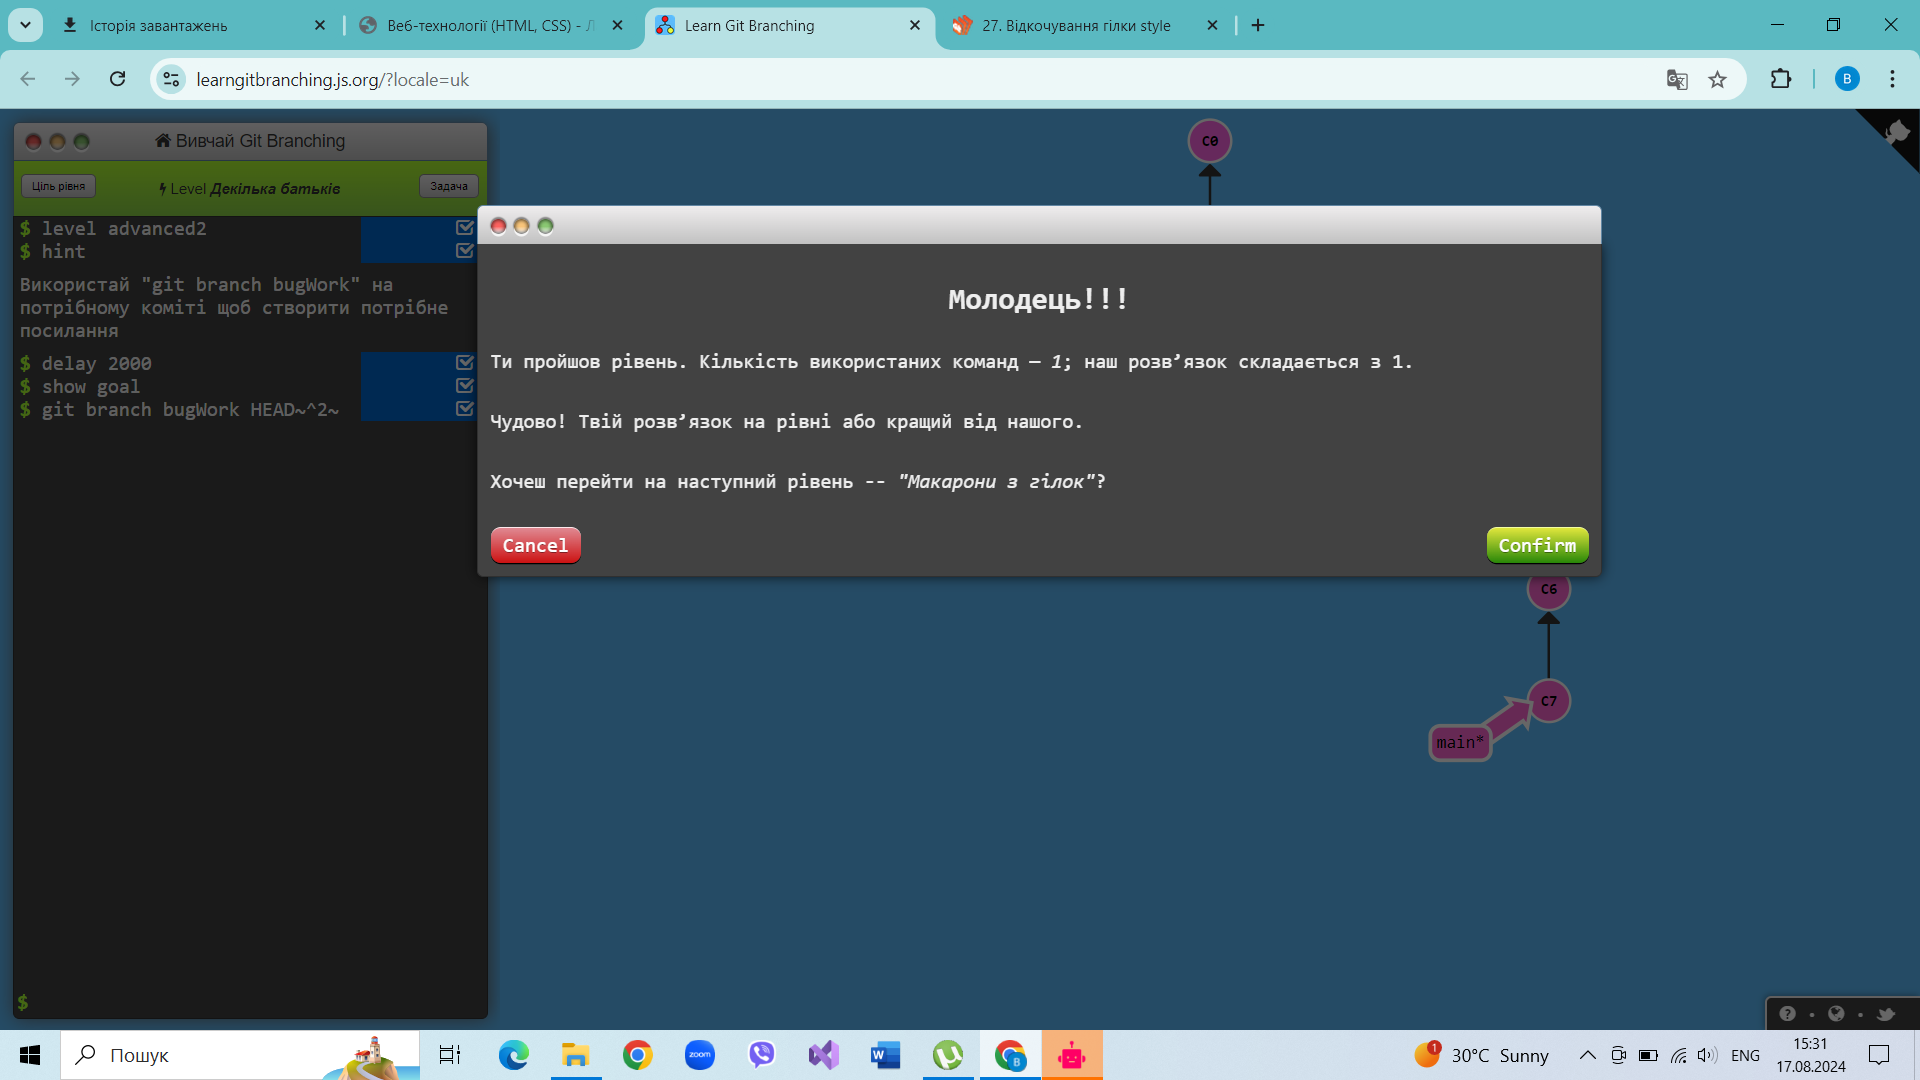 Історія завантажень
Веб-технології (HTML, CSS) - Л
Learn Git Branching
27. Відкочування гілки style
learngitbranching.js.org/?locale=uk
B
Вивчай Git Branching
Ціль рівня
Level Декілька батьків
Задача
$ level advanced2
$ hint
Використай "git branch bugWork" на
потрібному коміті щоб створити потрібне
посилання
$ delay 2000
$ show goal
$ git branch bugWork HEAD~^2~
$
C0
Молодець!!!
Ти пройшов рівень. Кількість використаних команд — 1; наш розв’язок складається з 1.
Чудово! Твій розв’язок на рівні або кращий від нашого.
Хочеш перейти на наступний рівень -- "Макарони з гілок"?
Cancel
Confirm
C6
C7
main*
Пошук
zoom
W
B
1
30°C Sunny
ENG
15:31
17.08.2024